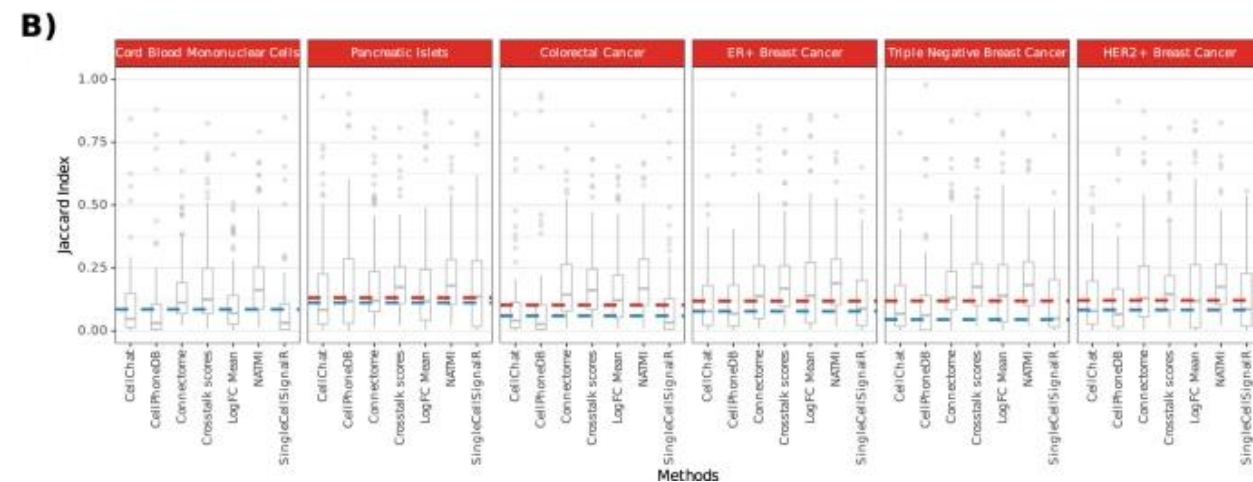 B)
Cord Blood Mononuclear Cells Pancreatic Islets Colorectal Cancer ER+ Breast Cancer Triple Negative Breast Cancer HER2+ Breast Cancer
1.00
0.75
0.50
0.25
0.00
Jaccard Index
CellChat CellPhoneDB Connectome Crosstalk scores LogFC Mean NATMI SingleCellSignalR CellChat CellPhoneDB Connectome Crosstalk scores LogFC Mean NATMI SingleCellSignalR CellChat CellPhoneDB Connectome Crosstalk scores LogFC Mean NATMI SingleCellSignalR CellChat CellPhoneDB Connectome Crosstalk scores LogFC Mean NATMI SingleCellSignalR CellChat CellPhoneDB Connectome Crosstalk scores LogFC Mean NATMI SingleCellSignalR CellChat CellPhoneDB Connectome Crosstalk scores LogFC Mean NATMI SingleCellSignalR
Methods